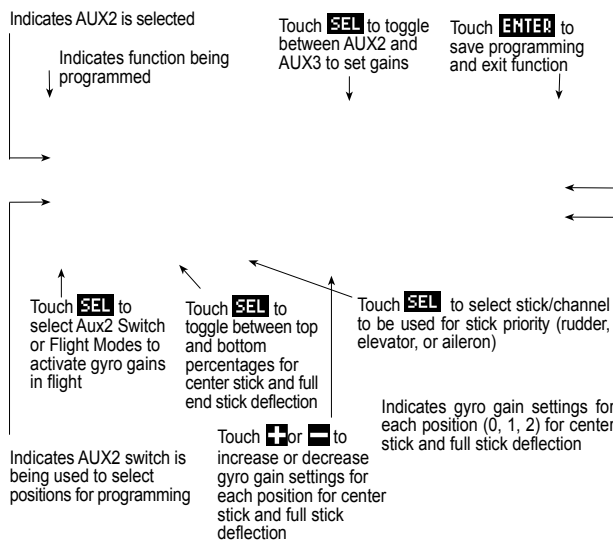 Indicates AUX2 is selected
Indicates function being
programmed
Touch SEL to toggle
between AUX2 and
AUX3 to set gains
Touch ENTER to
save programming
and exit function
Touch SEL to
select Aux2 Switch
or Flight Modes to
activate gyro gains
in flight
Touch SEL to
toggle between top
and bottom
percentages for
center stick and full
end stick deflection
Touch SEL to select stick/channel
to be used for stick priority (rudder,
elevator, or aileron)
Indicates gyro gain settings for
each position (0, 1, 2) for center
stick and full stick deflection
Indicates AUX2 switch is
being used to select
positions for programming
Touch + or - to
increase or decrease
gyro gain settings for
each position for center
stick and full stick
deflection